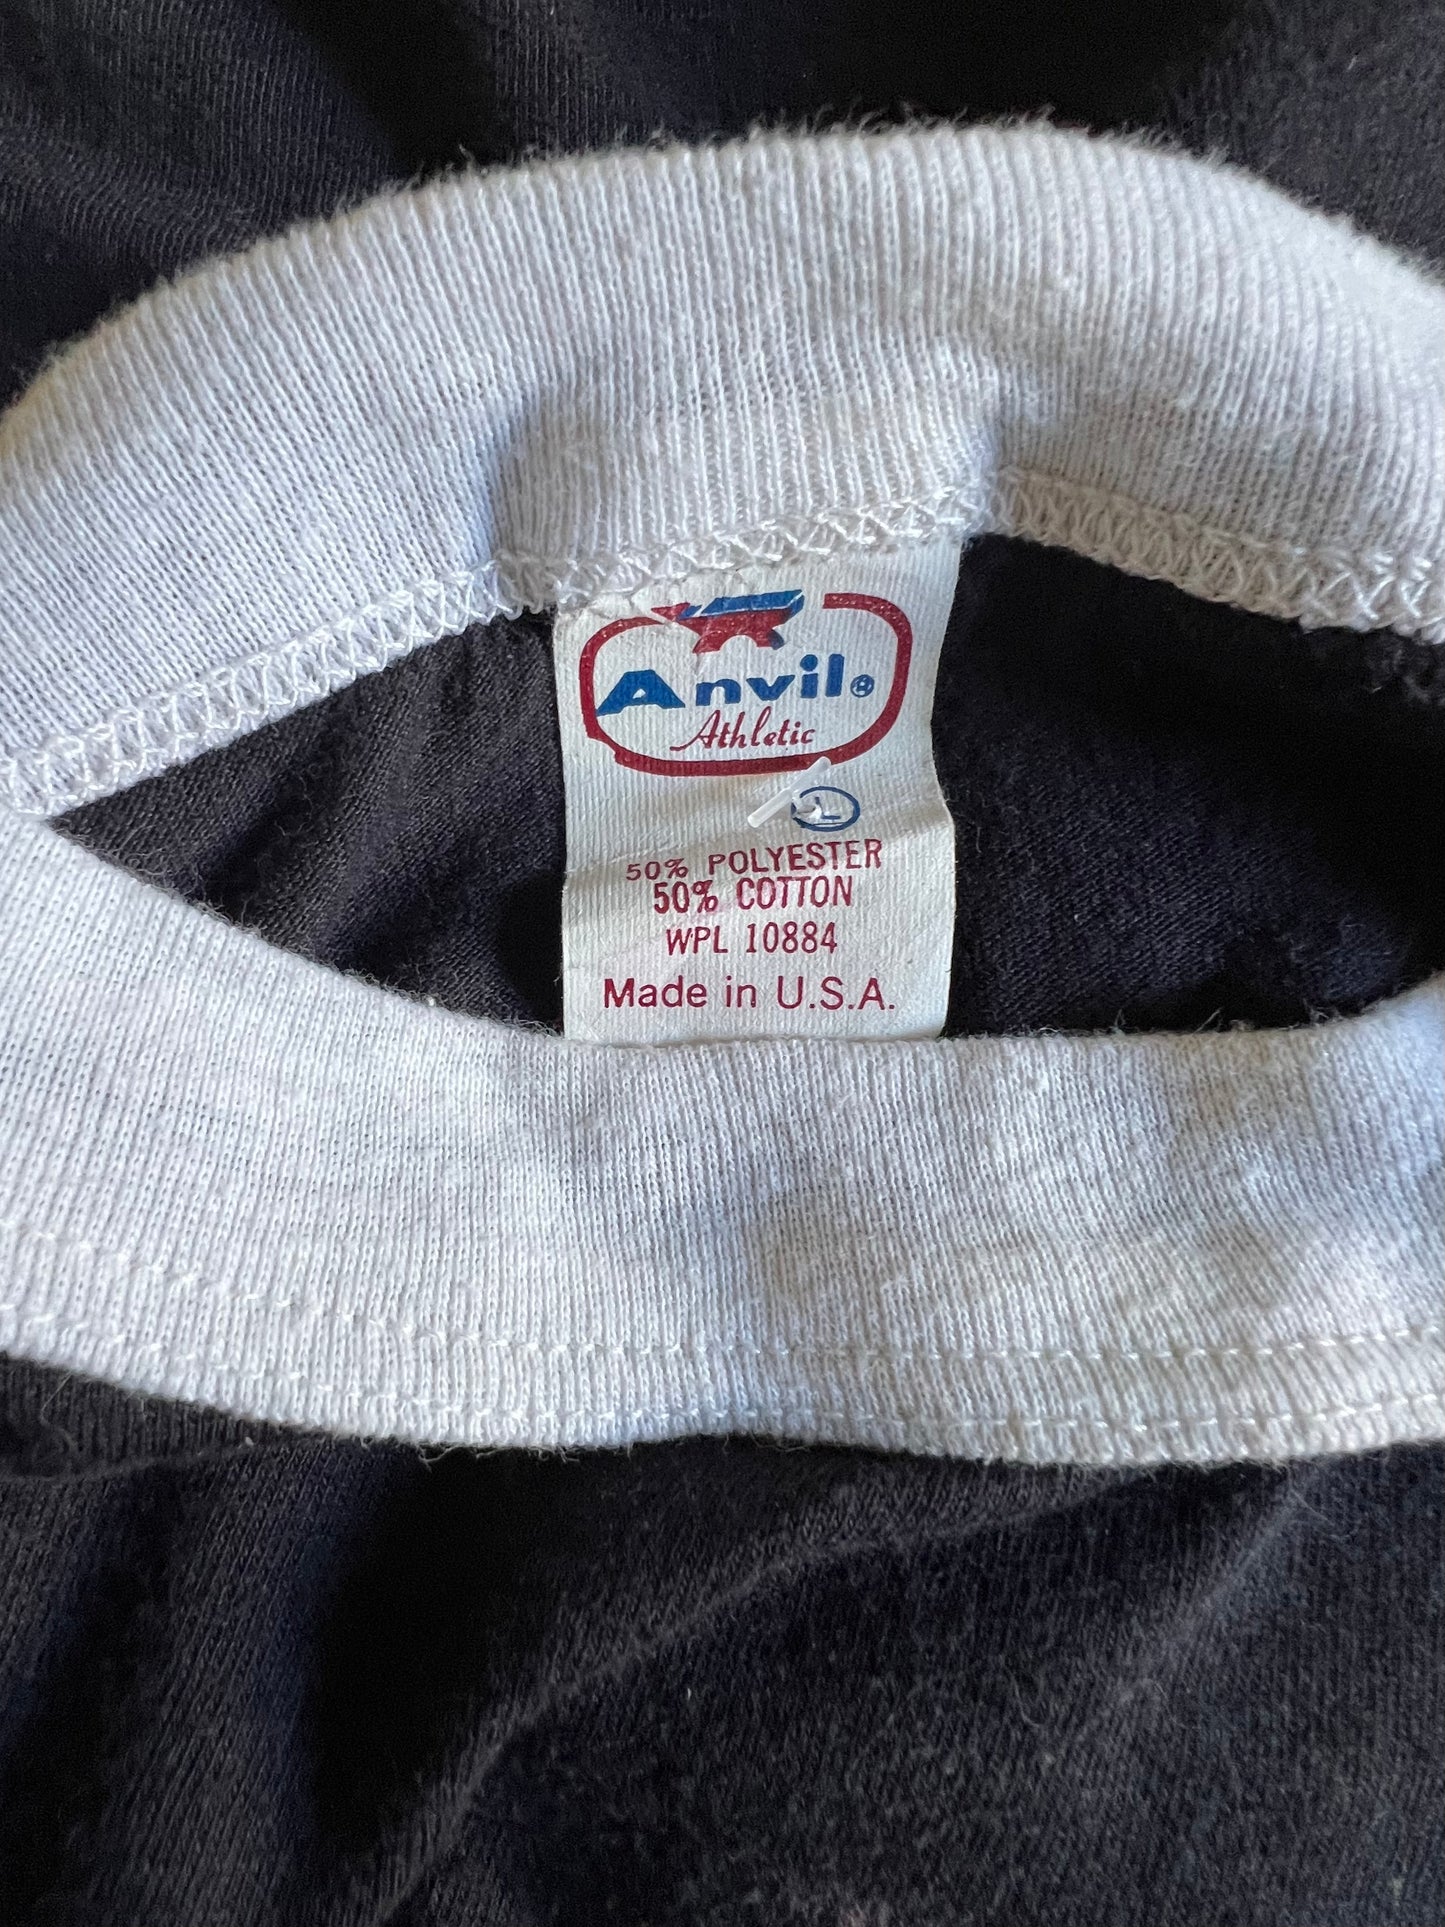 Anvil®
Athletic
L
50% POLYESTER
50% COTTON
WPL 10884
Made in U.S.A.